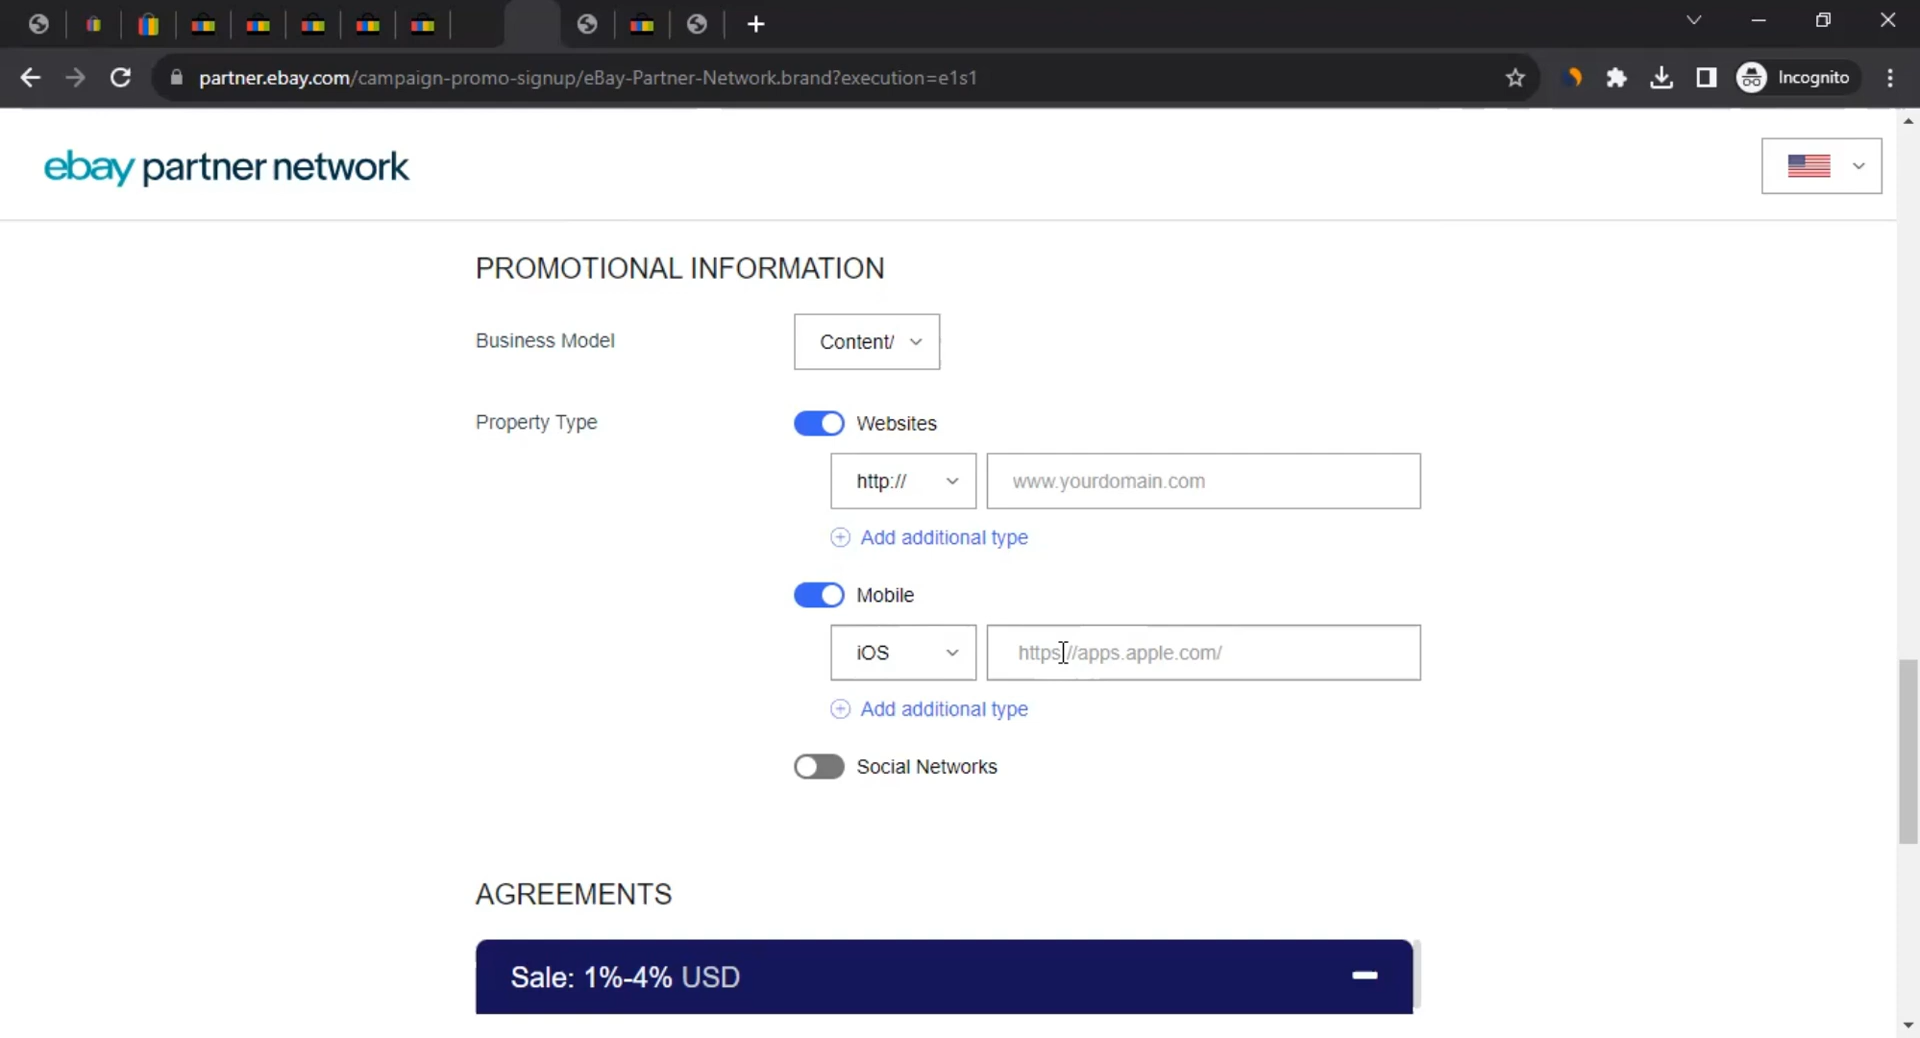 partner.ebay.com/campaign-promo-signup/eBay-Partner-Network.brand?execution=e1s1
Incognito
ebay partner network
PROMOTIONAL INFORMATION
Business Model
Content/
Property Type
Websites
http://
www.yourdomain.com
Add additional type
Mobile
iOS
https://apps.apple.com/
Add additional type
Social Networks
AGREEMENTS
Sale: 1%-4% USD